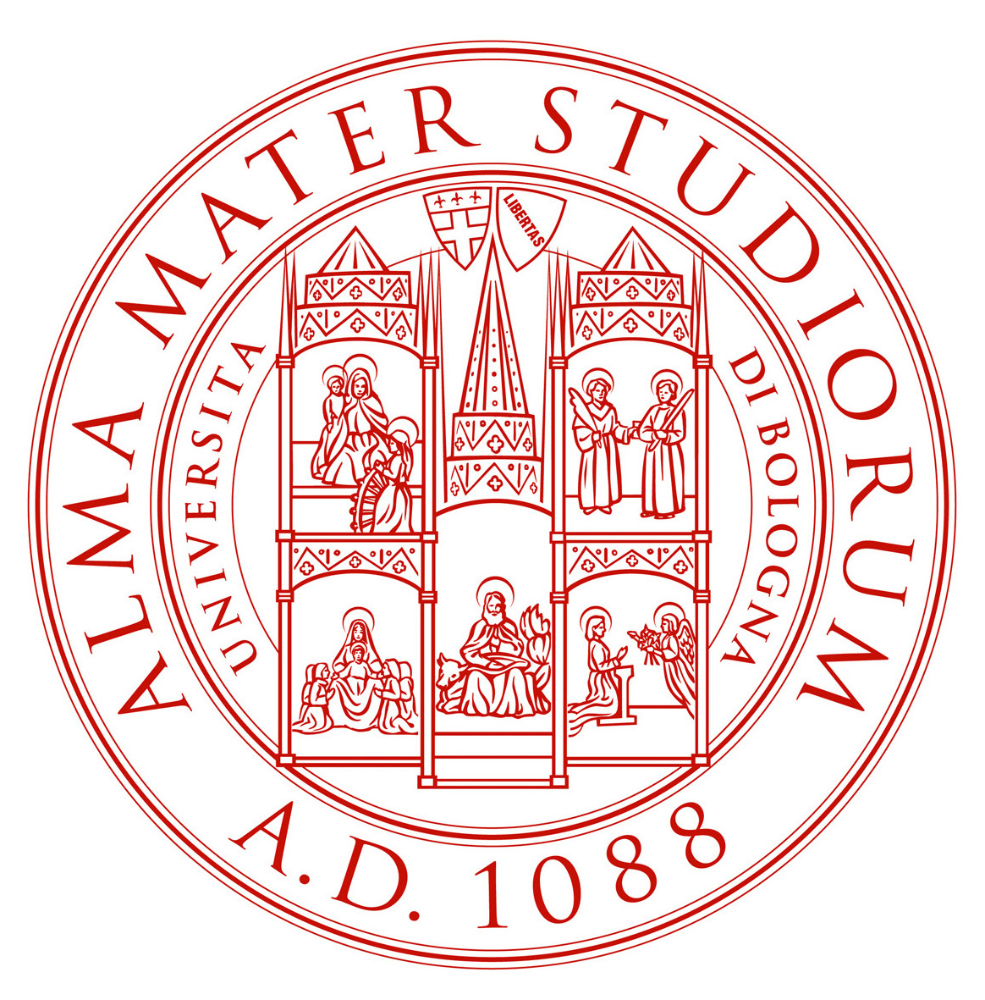 ALMA MATER STUDIORUM
A.D. 1088
UNIVERSITA
DI BOLOGNA
LIBERTAS